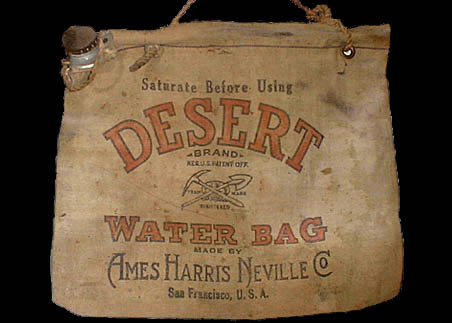 Saturate Before Using
DESERT
BRAND
REG. U.S. PATENT OFF.
TRADE MARK
REGISTERED
WATER BAG
MADE BY
AMES HARRIS NEVILLE CO
San Francisco, U.S.A.